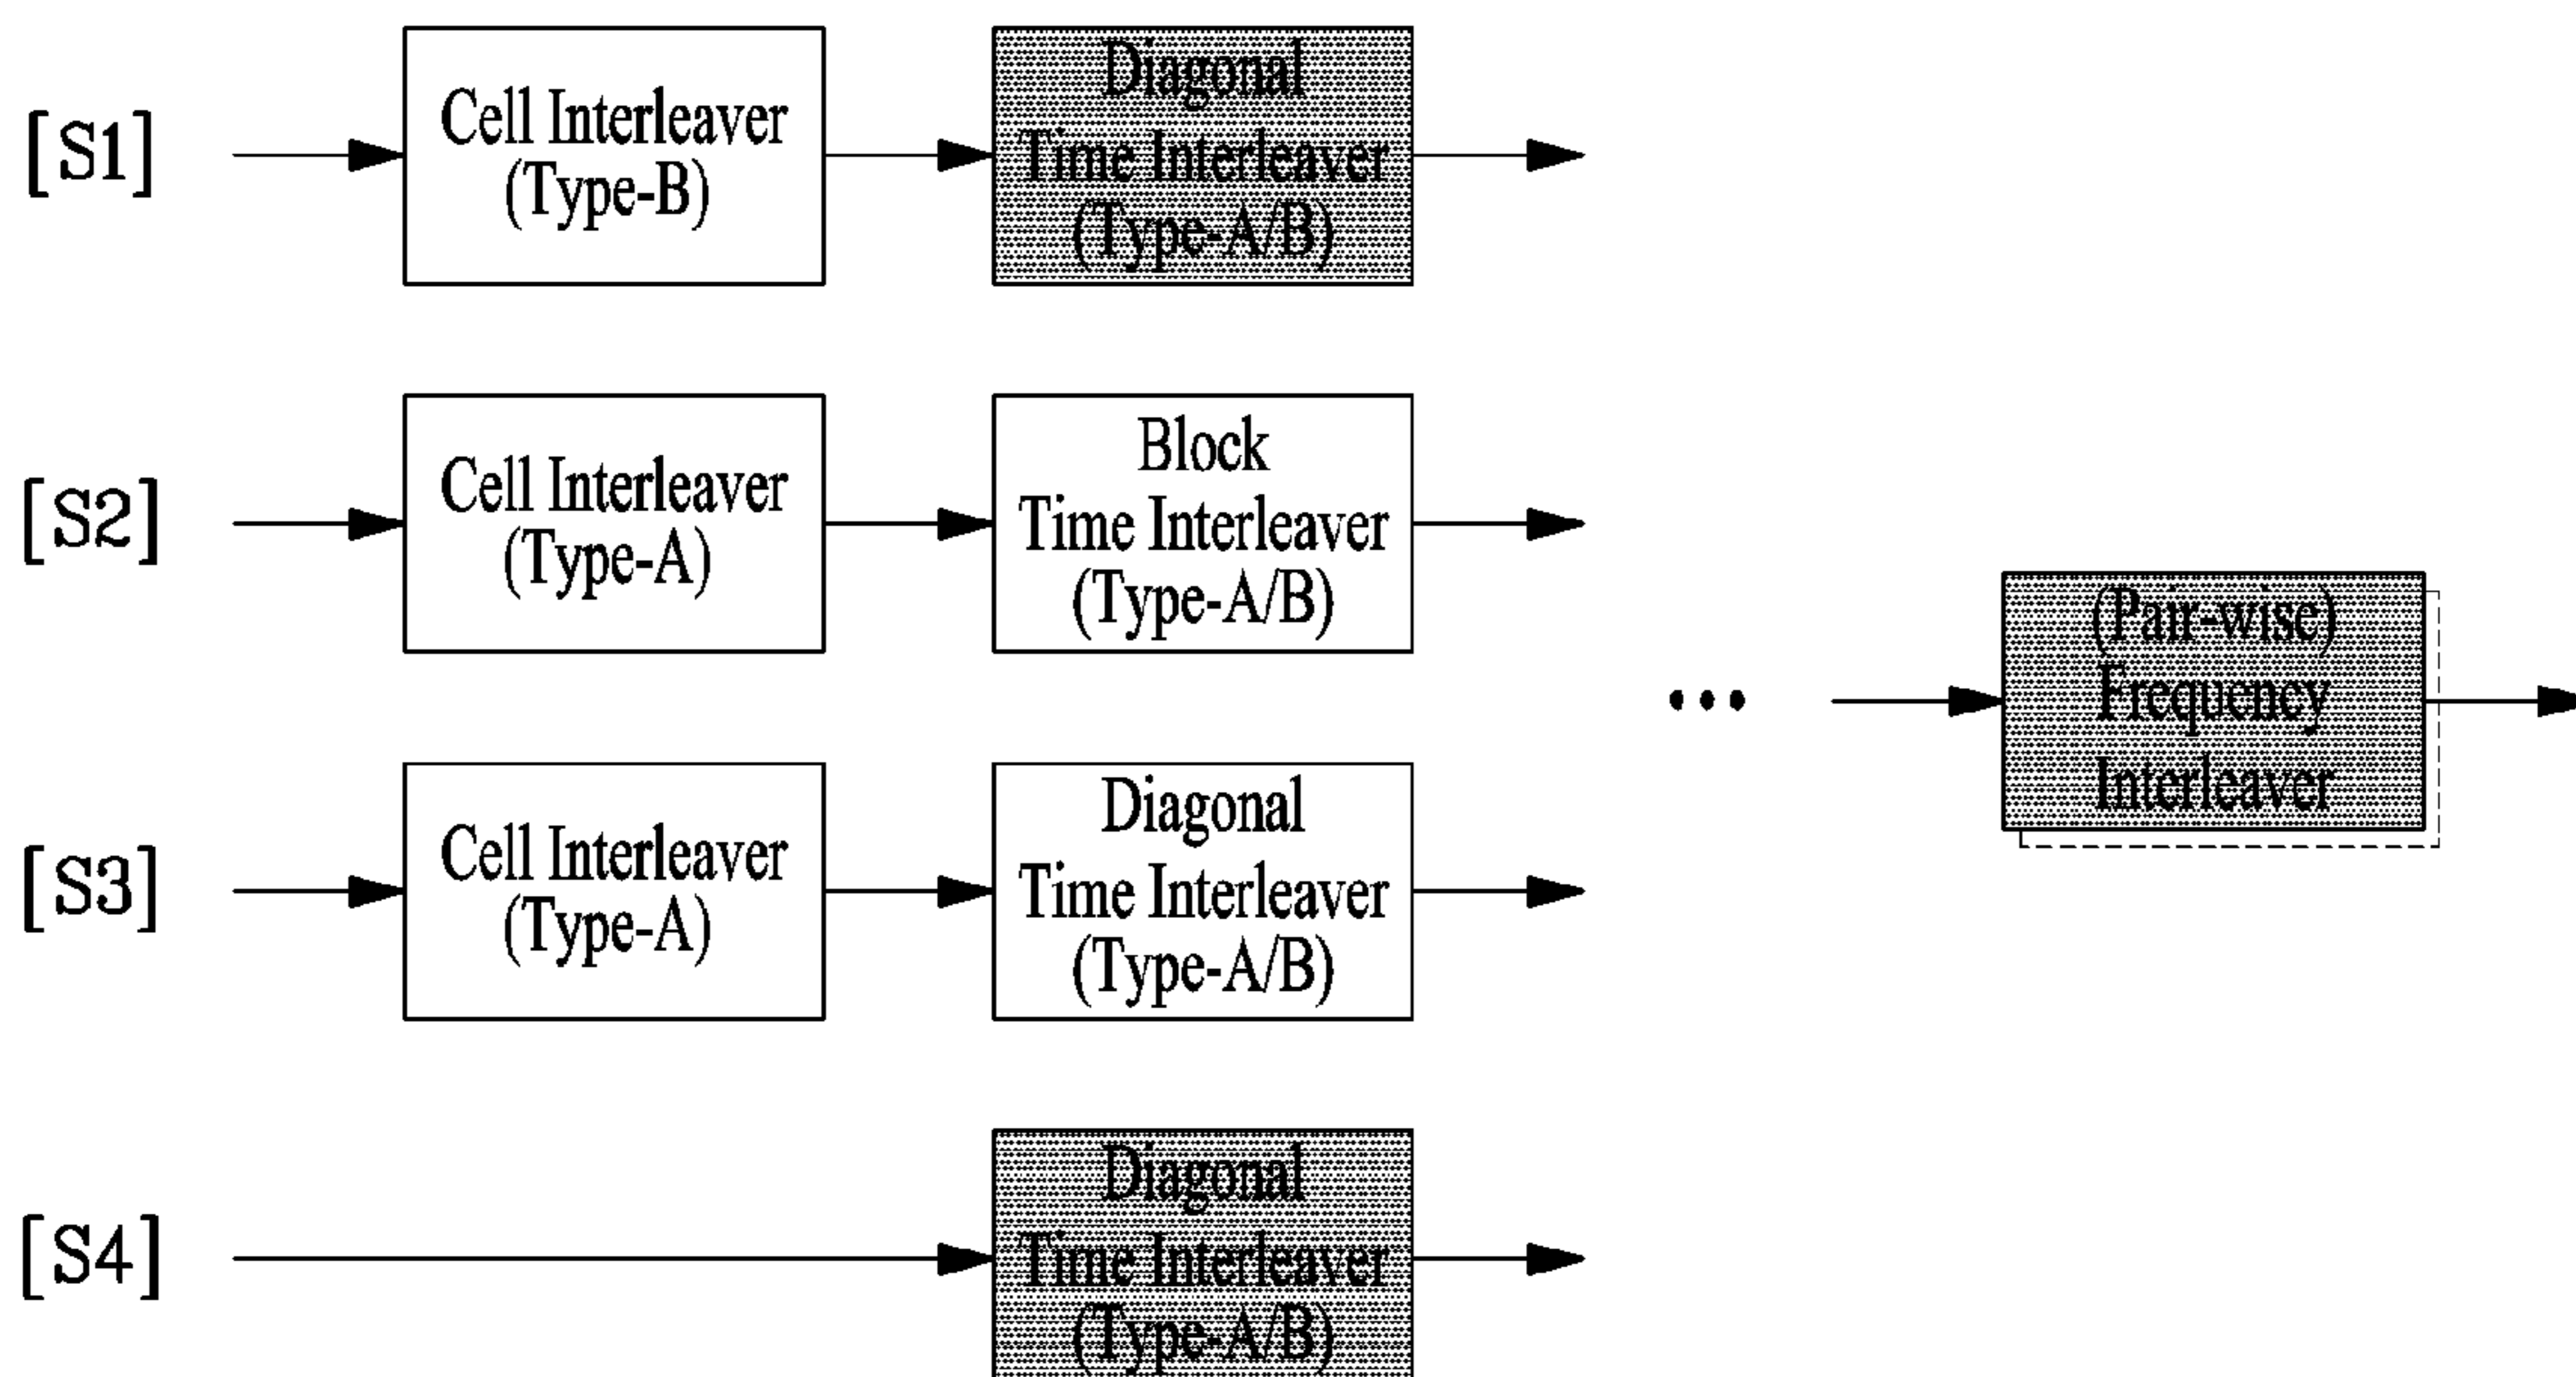 [S1]
Cell Interleaver
(Type-B)
Diagonal
Time Interleaver
(Type-A/B)
[S2]
Cell Interleaver
(Type-A)
Block
Time Interleaver
(Type-A/B)
[S3]
Cell Interleaver
(Type-A)
Diagonal
Time Interleaver
(Type-A/B)
[S4]
Diagonal
Time Interleaver
(Type-A/B)
•••
(Pair-wise)
Frequency
Interleaver